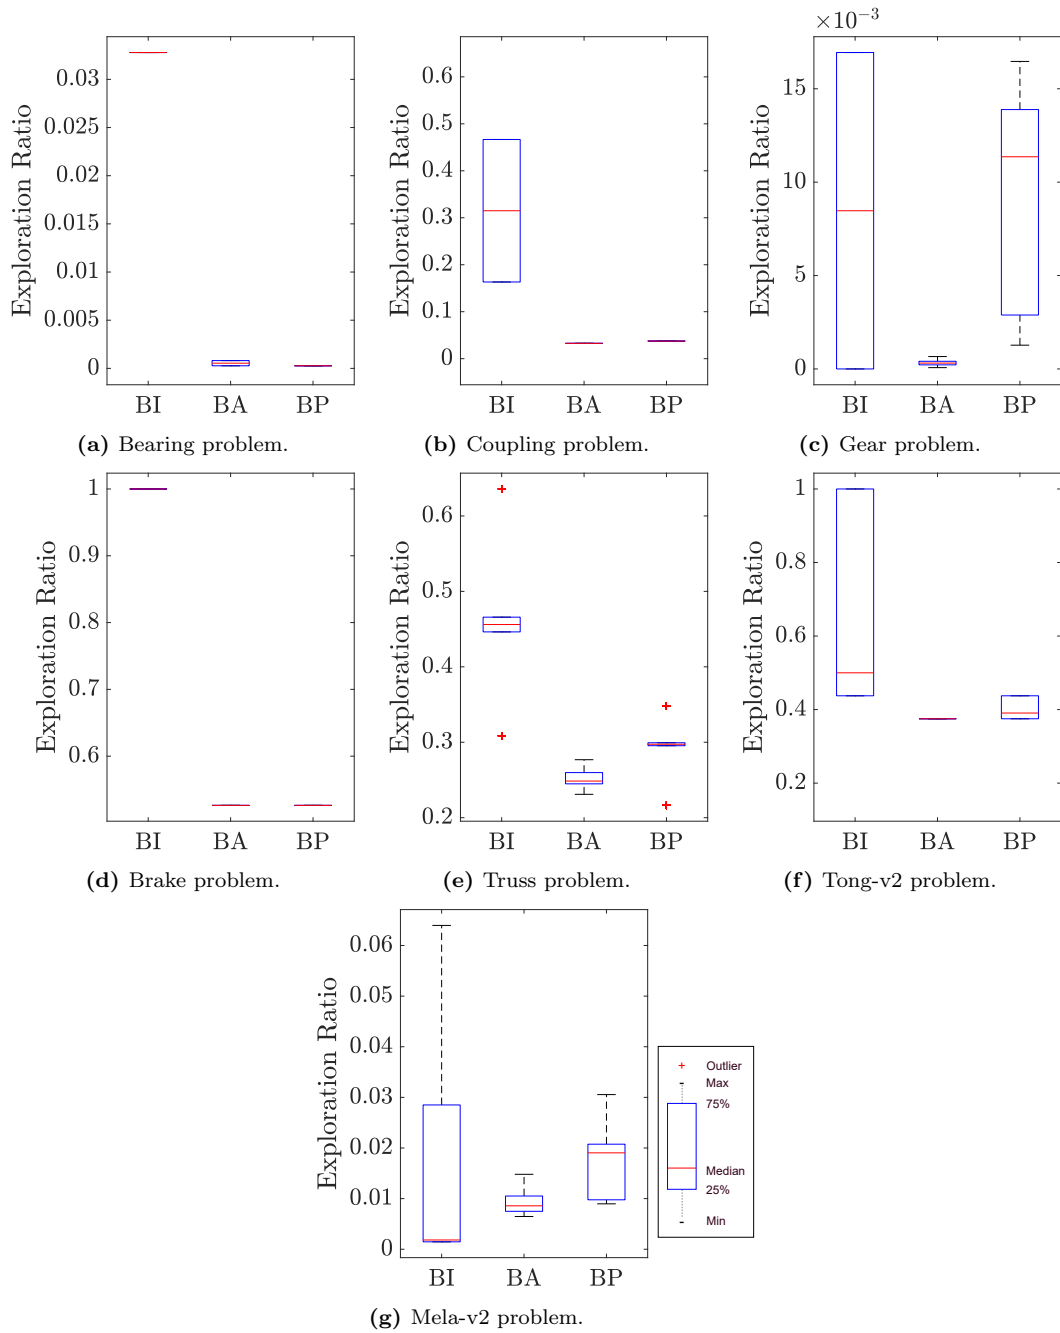 Exploration Ratio
0.03
0.025
0.02
0.015
0.01
0.005
0
BI BA BP
(a) Bearing problem.
Exploration Ratio
0.6
0.5
0.4
0.3
0.2
0.1
0
BI BA BP
(b) Coupling problem.
×10⁻³
Exploration Ratio
15
10
5
0
BI BA BP
(c) Gear problem.
Exploration Ratio
1
0.9
0.8
0.7
0.6
BI BA BP
(d) Brake problem.
Exploration Ratio
0.6
0.5
0.4
0.3
0.2
BI BA BP
(e) Truss problem.
Exploration Ratio
1
0.8
0.6
0.4
0.2
BI BA BP
(f) Tong-v2 problem.
Exploration Ratio
0.06
0.05
0.04
0.03
0.02
0.01
0
BI BA BP
Outlier
Max
75%
Median
25%
Min
(g) Mela-v2 problem.